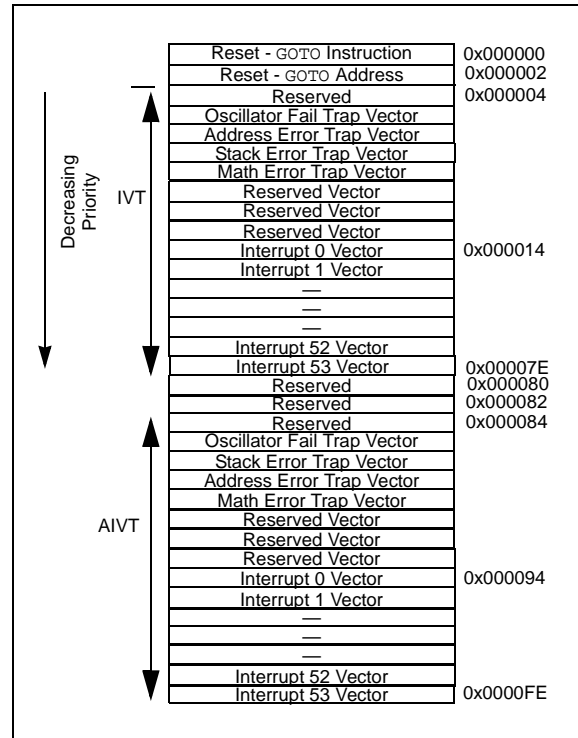 Reset - GOTO Instruction 0x000000
Reset - GOTO Address 0x000002
Reserved 0x000004
Oscillator Fail Trap Vector
Address Error Trap Vector
Stack Error Trap Vector
Math Error Trap Vector
Reserved Vector
Reserved Vector
Reserved Vector
Interrupt 0 Vector 0x000014
Interrupt 1 Vector
—
—
—
Interrupt 52 Vector
Interrupt 53 Vector 0x00007E
Reserved 0x000080
Reserved 0x000082
Reserved 0x000084
Oscillator Fail Trap Vector
Stack Error Trap Vector
Address Error Trap Vector
Math Error Trap Vector
Reserved Vector
Reserved Vector
Reserved Vector
Interrupt 0 Vector 0x000094
Interrupt 1 Vector
—
—
—
Interrupt 52 Vector
Interrupt 53 Vector 0x0000FE
Decreasing
Priority
IVT
AIVT